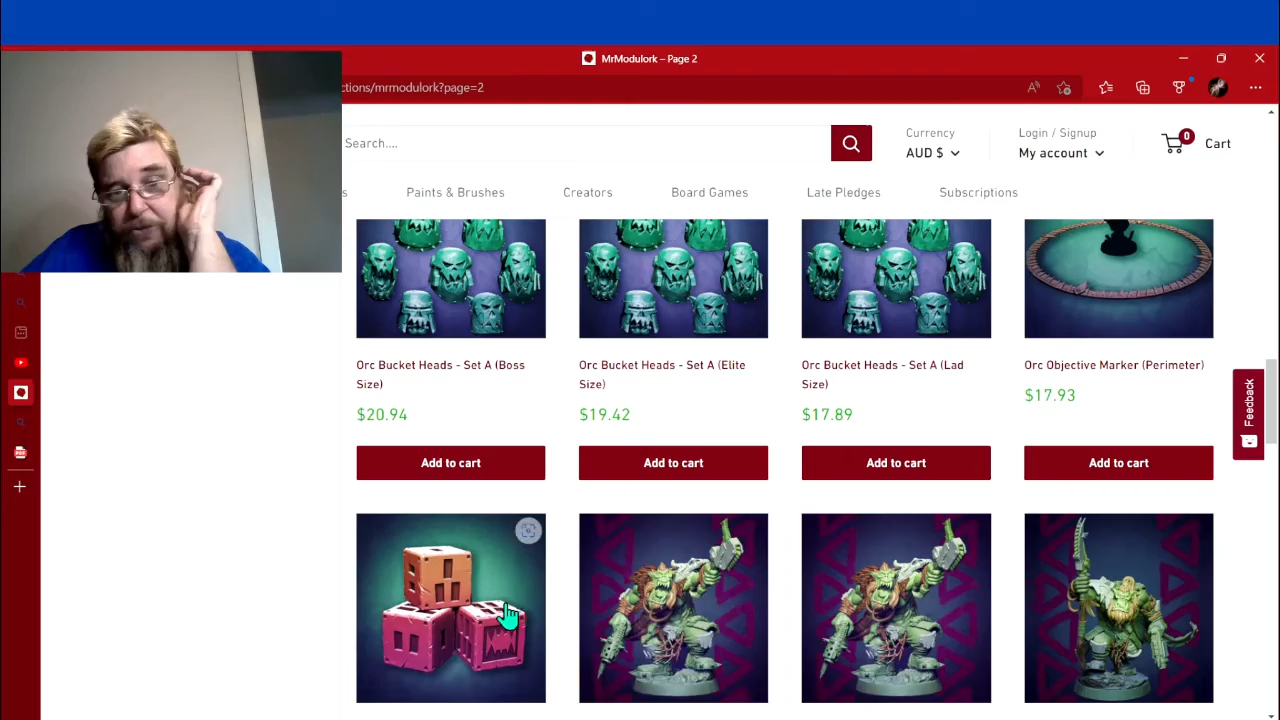 MrModulork – Page 2
ctions/mrmodulork?page=2
Search....
Currency
AUD $
Login / Signup
My account
0
Cart
s
Paints & Brushes
Creators
Board Games
Late Pledges
Subscriptions
Orc Bucket Heads - Set A (Boss
Size)
$20.94
Add to cart
Orc Bucket Heads - Set A (Elite
Size)
$19.42
Add to cart
Orc Bucket Heads - Set A (Lad
Size)
$17.89
Add to cart
Orc Objective Marker (Perimeter)
$17.93
Add to cart
Feedback
PDF